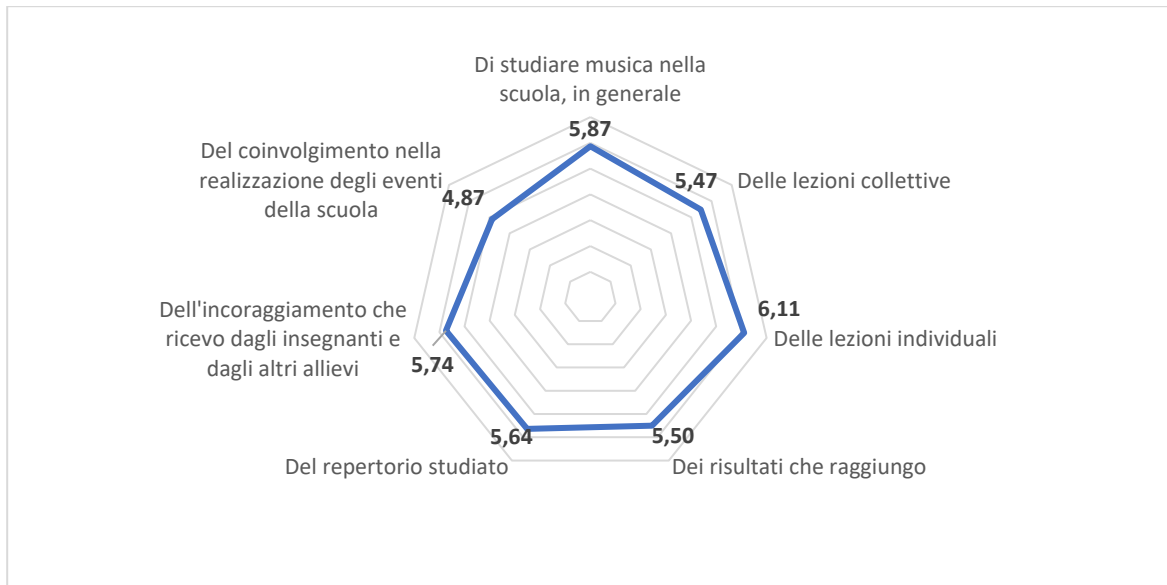 Di studiare musica nella
scuola, in generale
5,87
Delle lezioni collettive
5,47
Delle lezioni individuali
6,11
Dei risultati che raggiungo
5,50
Del repertorio studiato
5,64
Dell'incoraggiamento che
ricevo dagli insegnanti e
dagli altri allievi
5,74
Del coinvolgimento nella
realizzazione degli eventi
della scuola
4,87